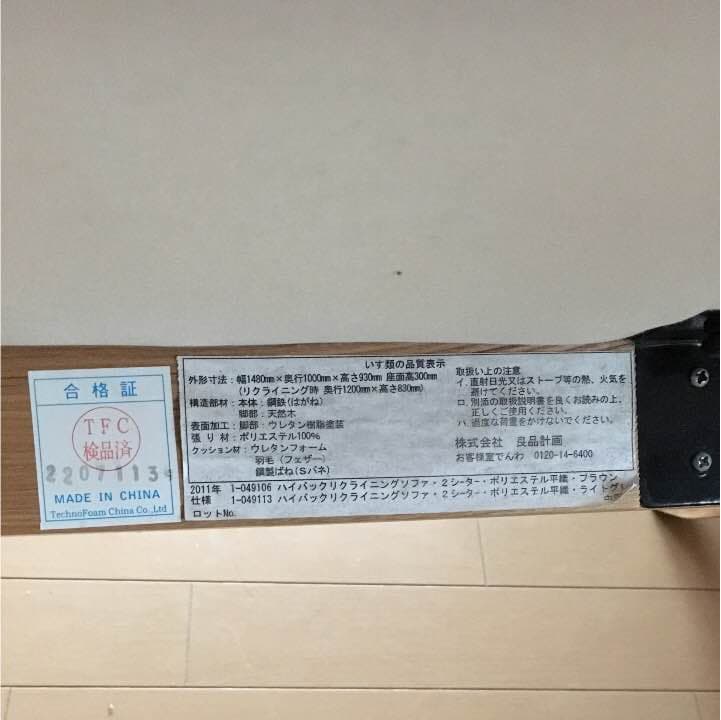 合格証
TFC
検品済
MADE IN CHINA
TechnoFoam China Co.,Ltd
いす類の品質表示
外形寸法：幅1480mm×奥行1000mm×高さ930mm 座面高300mm
(リクライニング時 奥行1200mm×高さ830mm)
構造部材：本体：鋼鉄(はがね)
脚部：天然木
表面加工：脚部：ウレタン樹脂塗装
張り材：ポリエステル100%
クッション材：ウレタンフォーム
羽毛（フェザー）
鋼製ばね(Sバネ)
取扱い上の注意
イ.直射日光又はストーブ等の熱、火気を
避けてください。
ロ.別添の取扱説明書を良くお読みの上、
正しくご使用ください。
ハ.過度な荷重をかけないでください。
株式会社 良品計画
お客様室でんわ 0120-14-6400
2011年 1-049106 ハイバックリクライニングソファ・2シーター・ポリエステル平織・ブラウン
仕様 1-049113 ハイバックリクライニングソファ・2シーター・ポリエステル平織・ライトグレ
ロットNo.